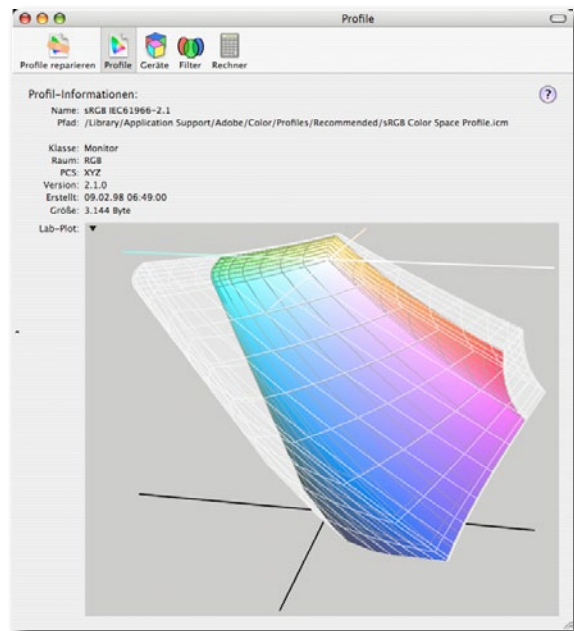 Profile
Profile reparieren Profile Geräte Filter Rechner
Profil-Informationen: ?
Name: sRGB IEC61966-2.1
Pfad: /Library/Application Support/Adobe/Color/Profiles/Recommended/sRGB Color Space Profile.icm
Klasse: Monitor
Raum: RGB
PCS: XYZ
Version: 2.1.0
Erstellt: 09.02.98 06:49:00
Größe: 3.144 Byte
Lab-Plot: